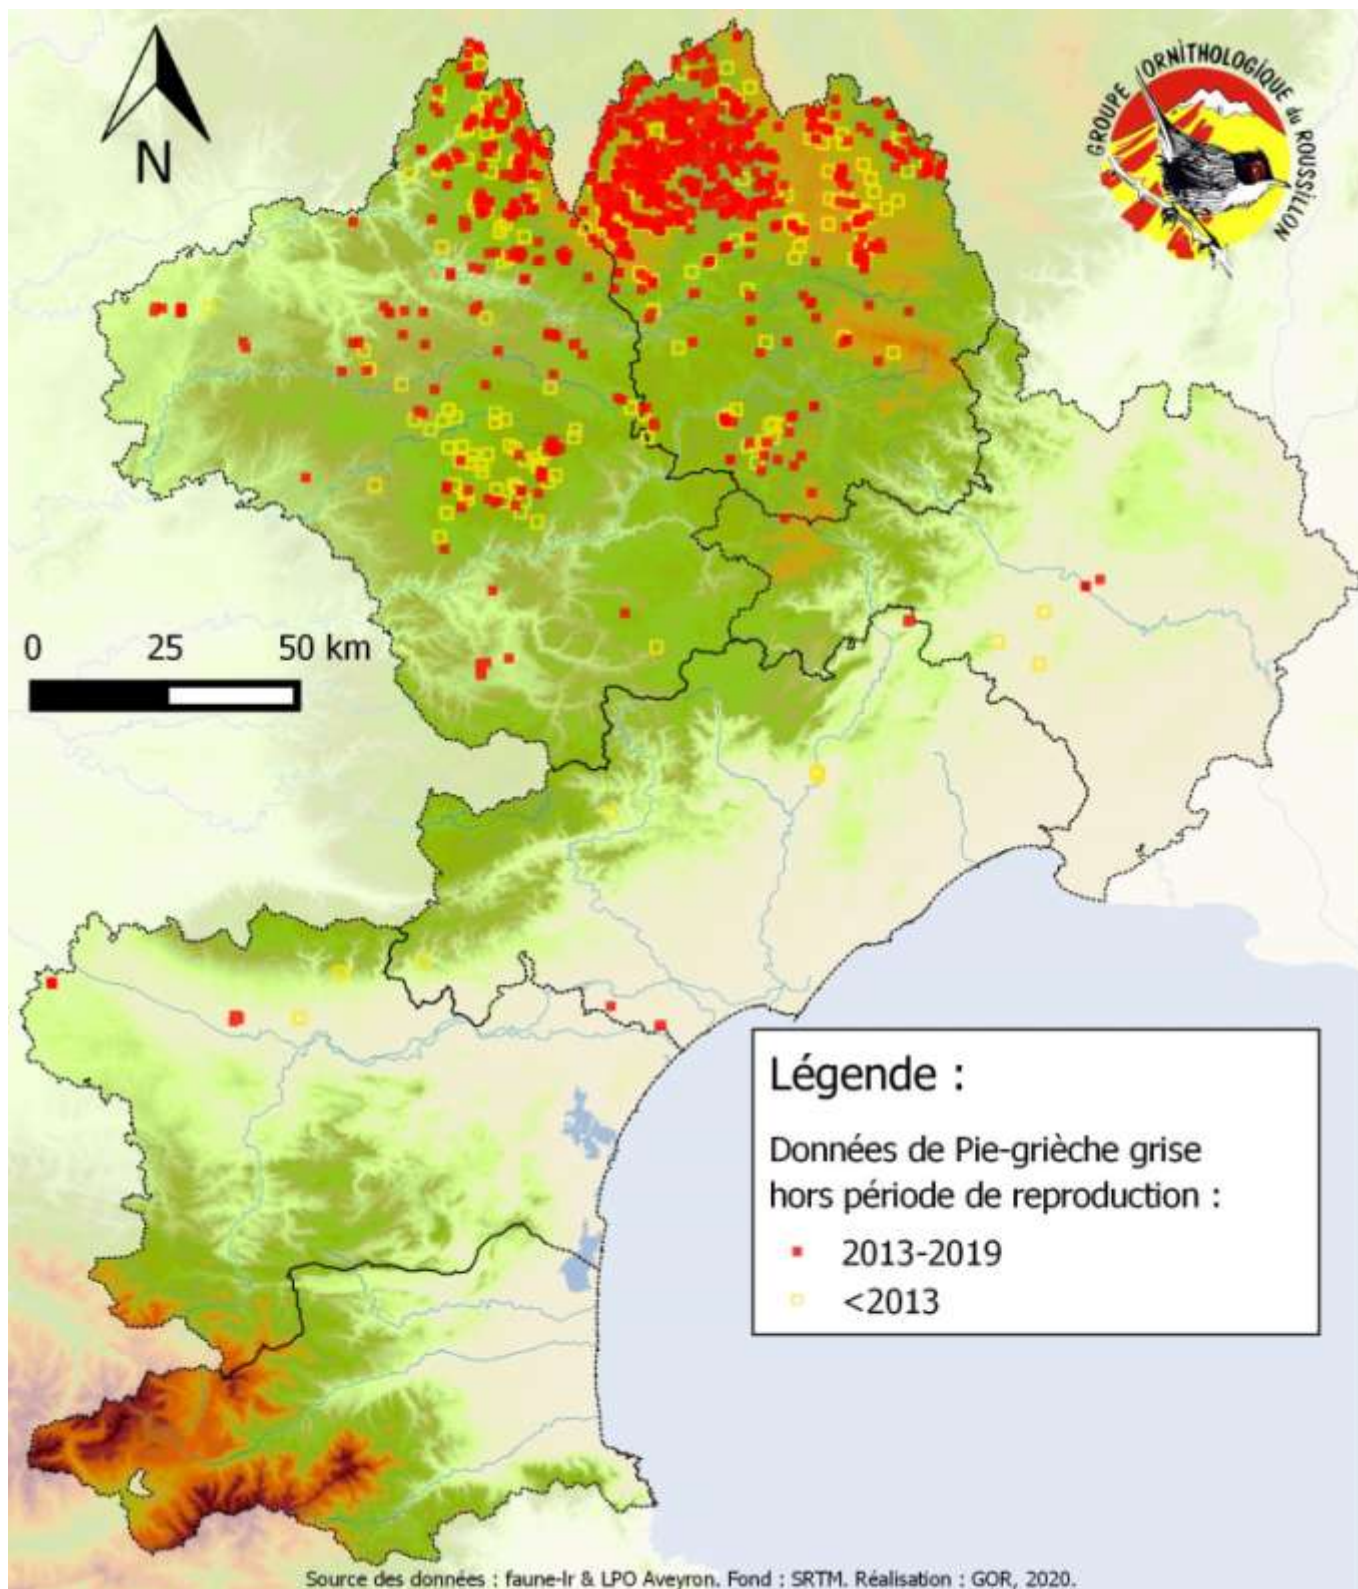 N
GROUPE ORNITHOLOGIQUE du ROUSSILLON
0 25 50 km
Légende :
Données de Pie-grièche grise
hors période de reproduction :
2013-2019
<2013
Source des données : faune-lr & LPO Aveyron. Fond : SRTM. Réalisation : GOR, 2020.